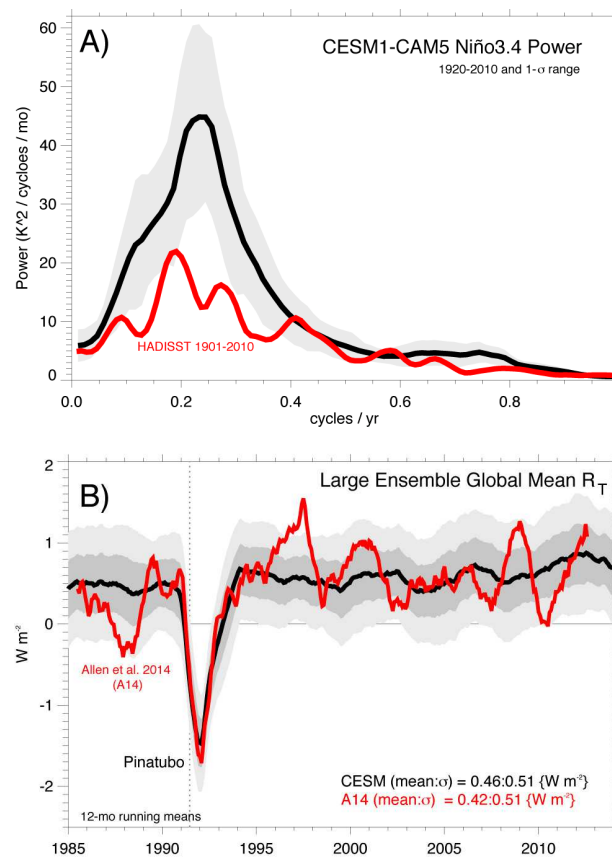 A)
CESM1-CAM5 Niño3.4 Power
1920-2010 and 1-σ range
Power (K^2 / cycloes / mo)
60
50
40
30
20
10
0
HADISST 1901-2010
0.0 0.2 0.4 0.6 0.8
cycles / yr
B)
Large Ensemble Global Mean R_T
W m⁻²
2
1
0
-1
-2
Allen et al. 2014
(A14)
Pinatubo
CESM (mean:σ) = 0.46:0.51 {W m⁻²}
A14 (mean:σ) = 0.42:0.51 {W m⁻²}
12-mo running means
1985 1990 1995 2000 2005 2010